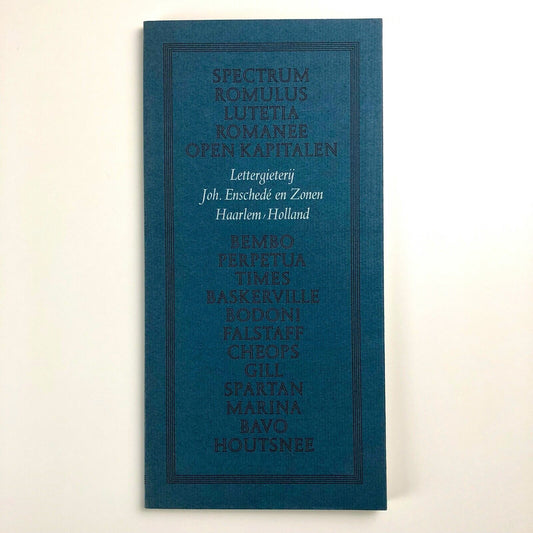 SPECTRUM
ROMULUS
LUTETIA
ROMANÉE
OPEN KAPITALEN
Lettergieterij
Joh. Enschedé en Zonen
Haarlem / Holland
BEMBO
PERPETUA
TIMES
BASKERVILLE
BODONI
FALSTAFF
CHEOPS
GILL
SPARTAN
MARINA
BAVO
HOUTSNEE